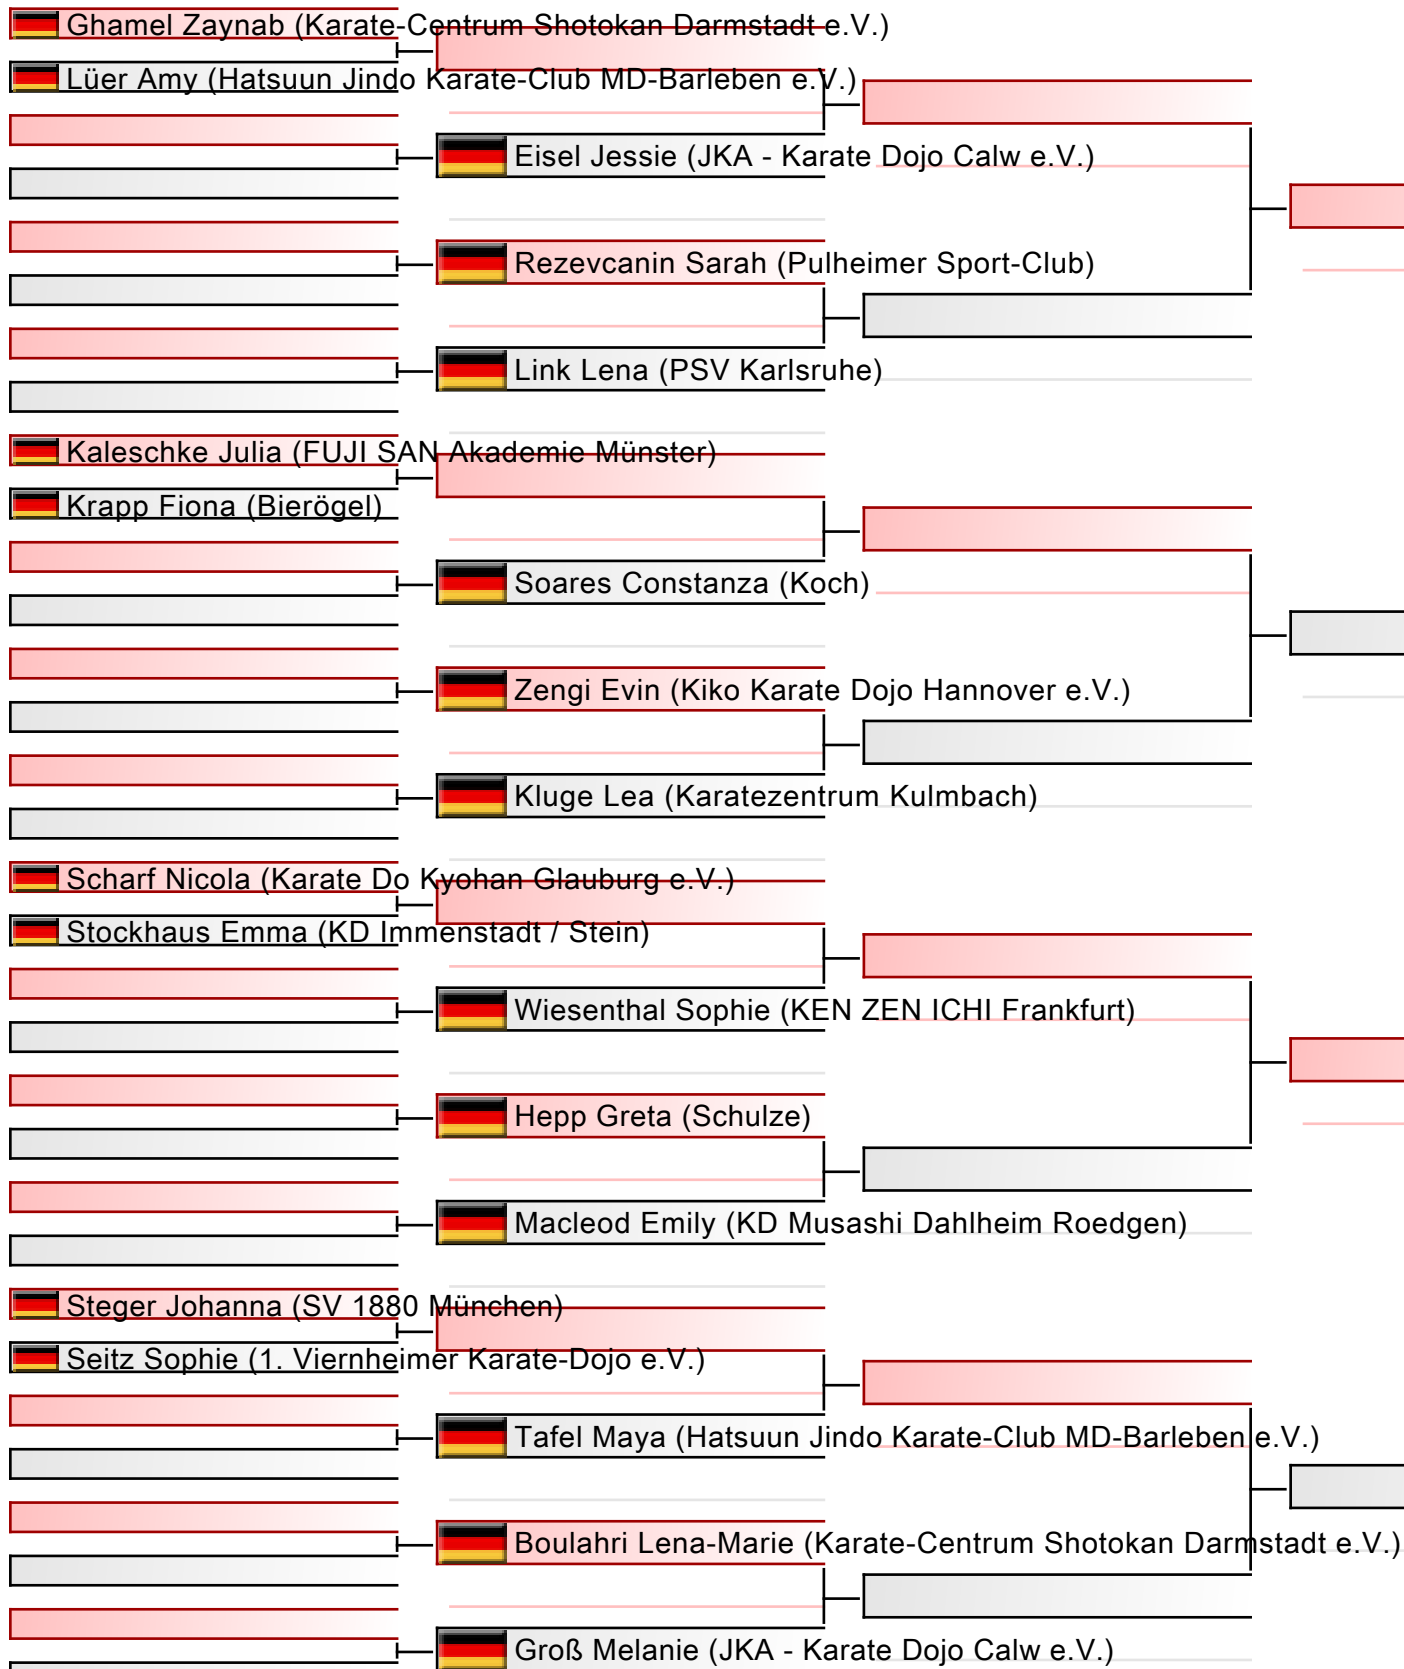 Ghamel Zaynab (Karate-Centrum Shotokan Darmstadt e.V.)
Lüer Amy (Hatsuun Jindo Karate-Club MD-Barleben e.V.)
Eisel Jessie (JKA - Karate Dojo Calw e.V.)
Rezevcanin Sarah (Pulheimer Sport-Club)
Link Lena (PSV Karlsruhe)
Kaleschke Julia (FUJI SAN Akademie Münster)
Krapp Fiona (Bierögel)
Soares Constanza (Koch)
Zengi Evin (Kiko Karate Dojo Hannover e.V.)
Kluge Lea (Karatezentrum Kulmbach)
Scharf Nicola (Karate Do Kyohan Glauburg e.V.)
Stockhaus Emma (KD Immenstadt / Stein)
Wiesenthal Sophie (KEN ZEN ICHI Frankfurt)
Hepp Greta (Schulze)
Macleod Emily (KD Musashi Dahlheim Roedgen)
Steger Johanna (SV 1880 München)
Seitz Sophie (1. Viernheimer Karate-Dojo e.V.)
Tafel Maya (Hatsuun Jindo Karate-Club MD-Barleben e.V.)
Boulahri Lena-Marie (Karate-Centrum Shotokan Darmstadt e.V.)
Groß Melanie (JKA - Karate Dojo Calw e.V.)